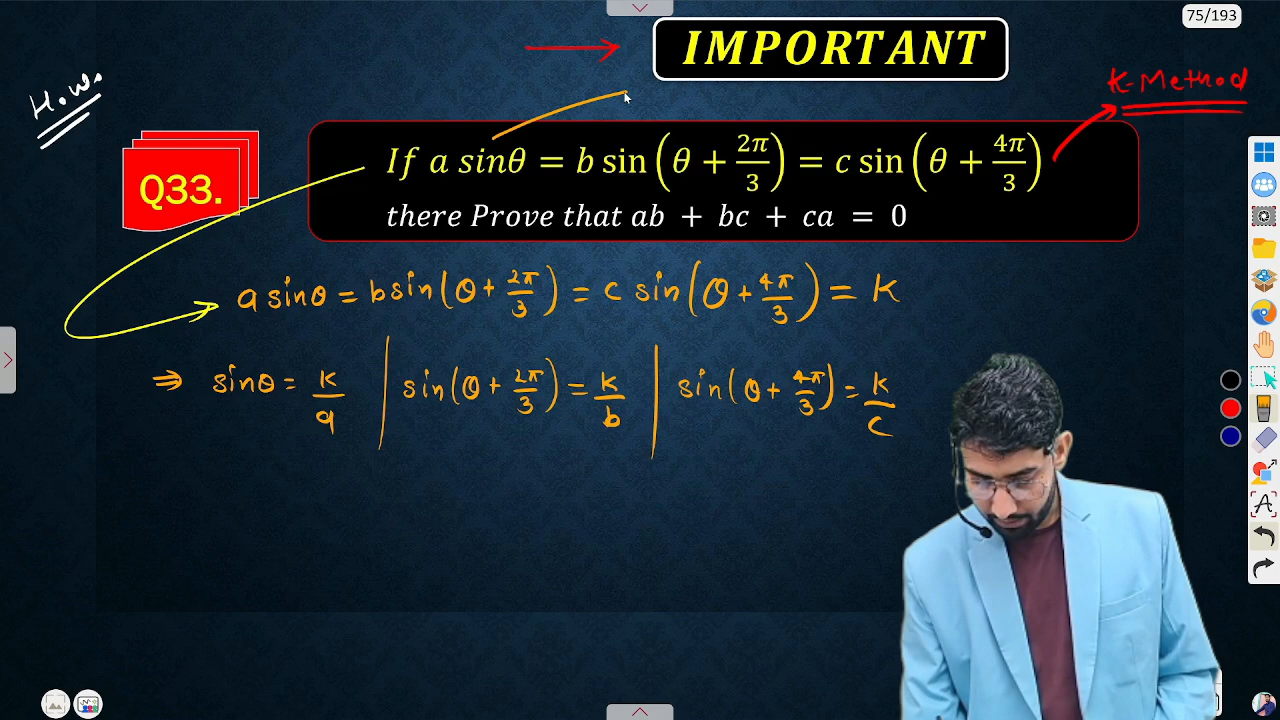 75/193
IMPORTANT
H.W.
K-Method
Q33.
If a sinθ = b sin (θ + 2π/3) = c sin (θ + 4π/3)
there Prove that ab + bc + ca = 0
a sinθ = b sin(θ + 2π/3) = c sin(θ + 4π/3) = K
⇒ sinθ = K/a | sin(θ + 2π/3) = K/b | sin(θ + 4π/3) = K/c